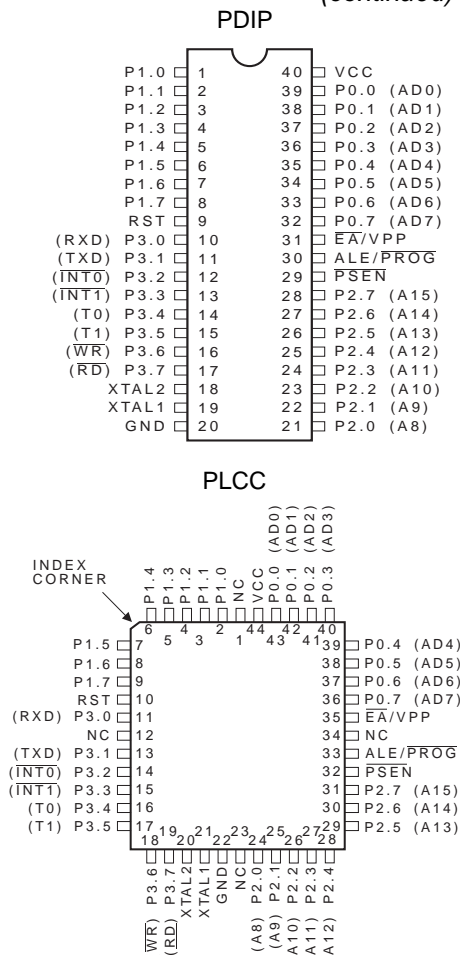 (continued)
PDIP
P1.0 1 40 VCC
P1.1 2 39 P0.0 (AD0)
P1.2 3 38 P0.1 (AD1)
P1.3 4 37 P0.2 (AD2)
P1.4 5 36 P0.3 (AD3)
P1.5 6 35 P0.4 (AD4)
P1.6 7 34 P0.5 (AD5)
P1.7 8 33 P0.6 (AD6)
RST 9 32 P0.7 (AD7)
(RXD) P3.0 10 31 E̅A̅/VPP
(TXD) P3.1 11 30 ALE/P̅R̅O̅G̅
(I̅N̅T̅0̅) P3.2 12 29 P̅S̅E̅N̅
(I̅N̅T̅1̅) P3.3 13 28 P2.7 (A15)
(T0) P3.4 14 27 P2.6 (A14)
(T1) P3.5 15 26 P2.5 (A13)
(W̅R̅) P3.6 16 25 P2.4 (A12)
(R̅D̅) P3.7 17 24 P2.3 (A11)
XTAL2 18 23 P2.2 (A10)
XTAL1 19 22 P2.1 (A9)
GND 20 21 P2.0 (A8)
PLCC
INDEX
CORNER
P1.4
P1.3
P1.2
P1.1
P1.0
NC
VCC
P0.0 (AD0)
P0.1 (AD1)
P0.2 (AD2)
P0.3 (AD3)
6 5 4 3 2 1 44 43 42 41 40
P1.5 7 39 P0.4 (AD4)
P1.6 8 38 P0.5 (AD5)
P1.7 9 37 P0.6 (AD6)
RST 10 36 P0.7 (AD7)
(RXD) P3.0 11 35 E̅A̅/VPP
NC 12 34 NC
(TXD) P3.1 13 33 ALE/P̅R̅O̅G̅
(I̅N̅T̅0̅) P3.2 14 32 P̅S̅E̅N̅
(I̅N̅T̅1̅) P3.3 15 31 P2.7 (A15)
(T0) P3.4 16 30 P2.6 (A14)
(T1) P3.5 17 29 P2.5 (A13)
18 19 20 21 22 23 24 25 26 27 28
W̅R̅) P3.6
(R̅D̅) P3.7
XTAL2
XTAL1
GND
NC
(A8) P2.0
(A9) P2.1
A10) P2.2
A11) P2.3
A12) P2.4